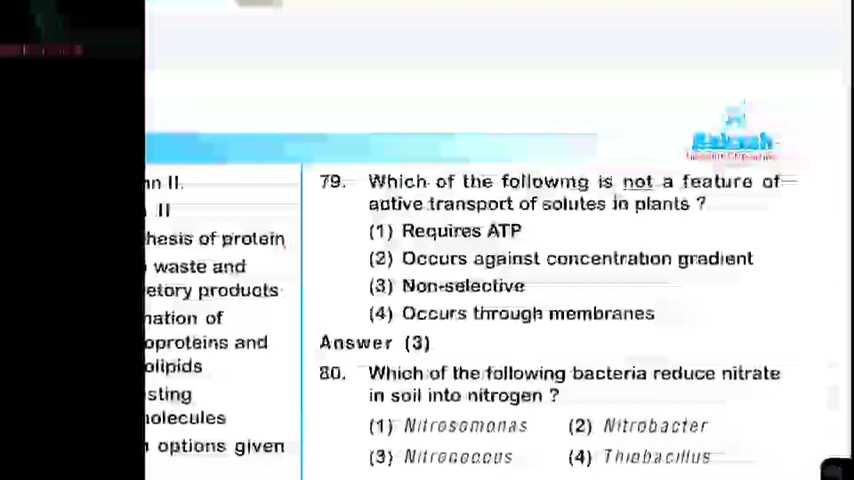 Aakash
79. Which of the following is not a feature of
active transport of solutes in plants ?
(1) Requires ATP
(2) Occurs against concentration gradient
(3) Non-selective
(4) Occurs through membranes
Answer (3)
80. Which of the following bacteria reduce nitrate
in soil into nitrogen ?
(1) Nitrosomonas (2) Nitrobacter
(3) Nitrococcus (4) Thiobacillus
nn II.
II
hesis of protein
waste and
etory products
nation of
oproteins and
olipids
sting
nolecules
options given